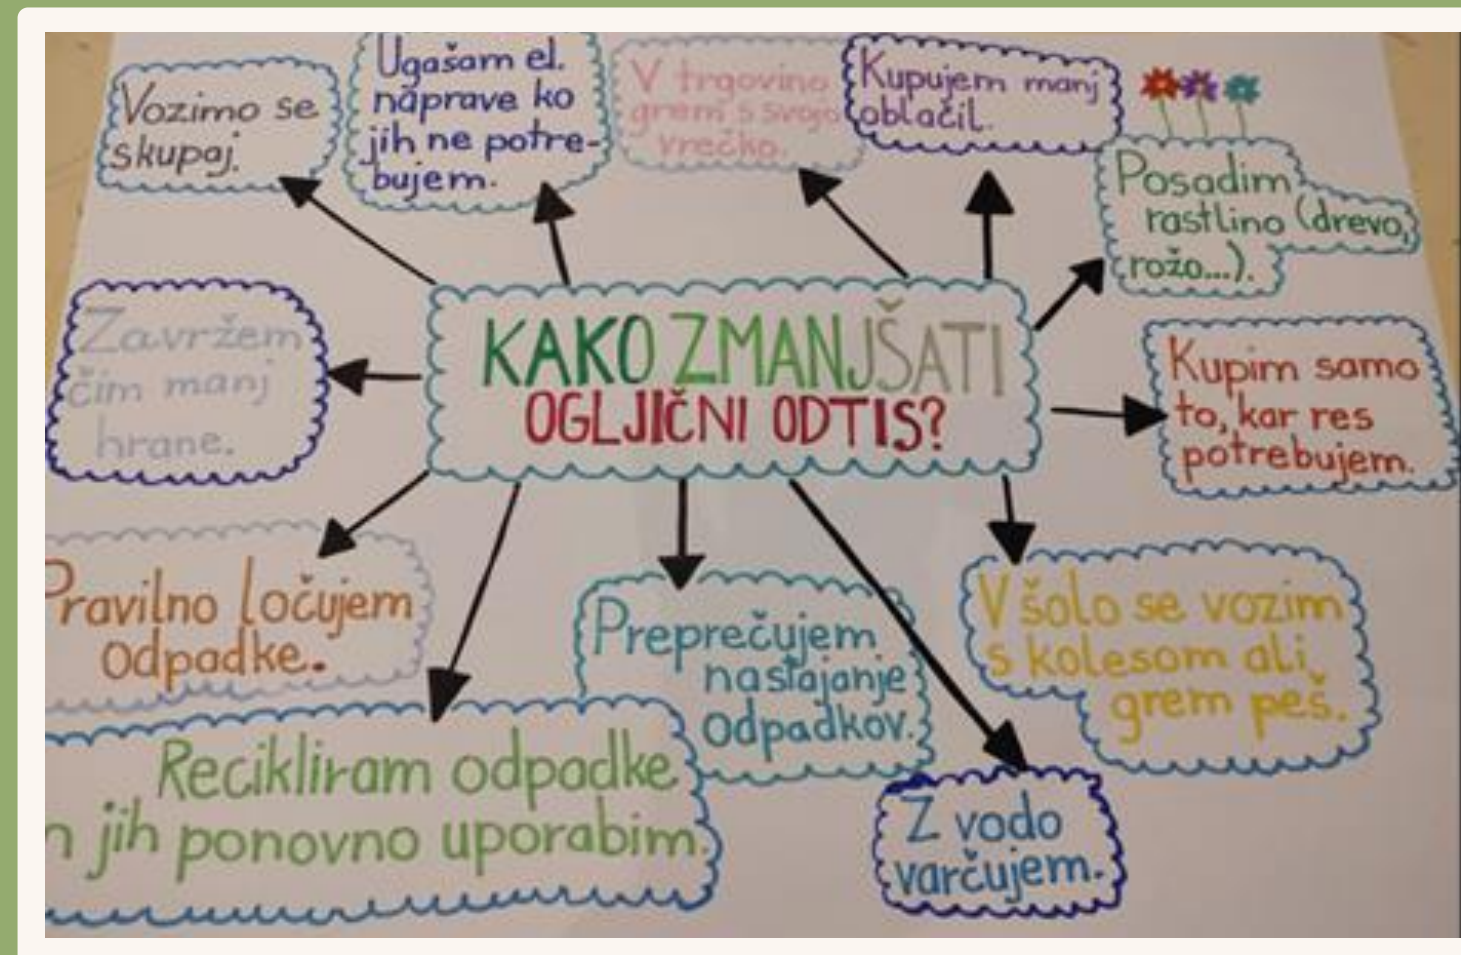 Vozimo se
skupaj.
Ugašam el.
naprave ko
jih ne potre-
bujem.
V trgovino
grem s svojo
vrečko.
Kupujem manj
oblačil.
Posadim
rastlino (drevo,
rožo...).
Zavržem
čim manj
hrane.
KAKO ZMANJŠATI
OGLJIČNI ODTIS?
Kupim samo
to, kar res
potrebujem.
Pravilno ločujem
odpadke.
Preprečujem
nastajanje
odpadkov.
V šolo se vozim
s kolesom ali
grem peš.
Recikliram odpadke
jih ponovno uporabim.
Z vodo
varčujem.